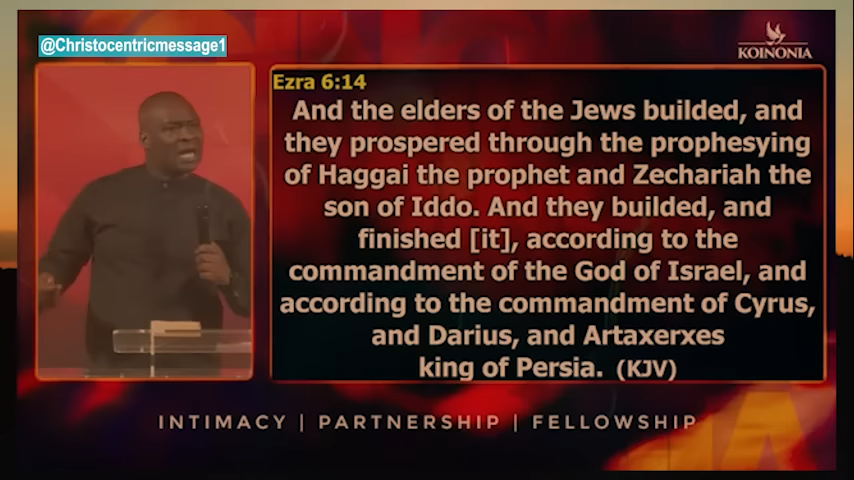 @Christocentricmessage1
KOINONIA
Ezra 6:14
And the elders of the Jews builded, and
they prospered through the prophesying
of Haggai the prophet and Zechariah the
son of Iddo. And they builded, and
finished [it], according to the
commandment of the God of Israel, and
according to the commandment of Cyrus,
and Darius, and Artaxerxes
king of Persia. (KJV)
INTIMACY | PARTNERSHIP | FELLOWSHIP